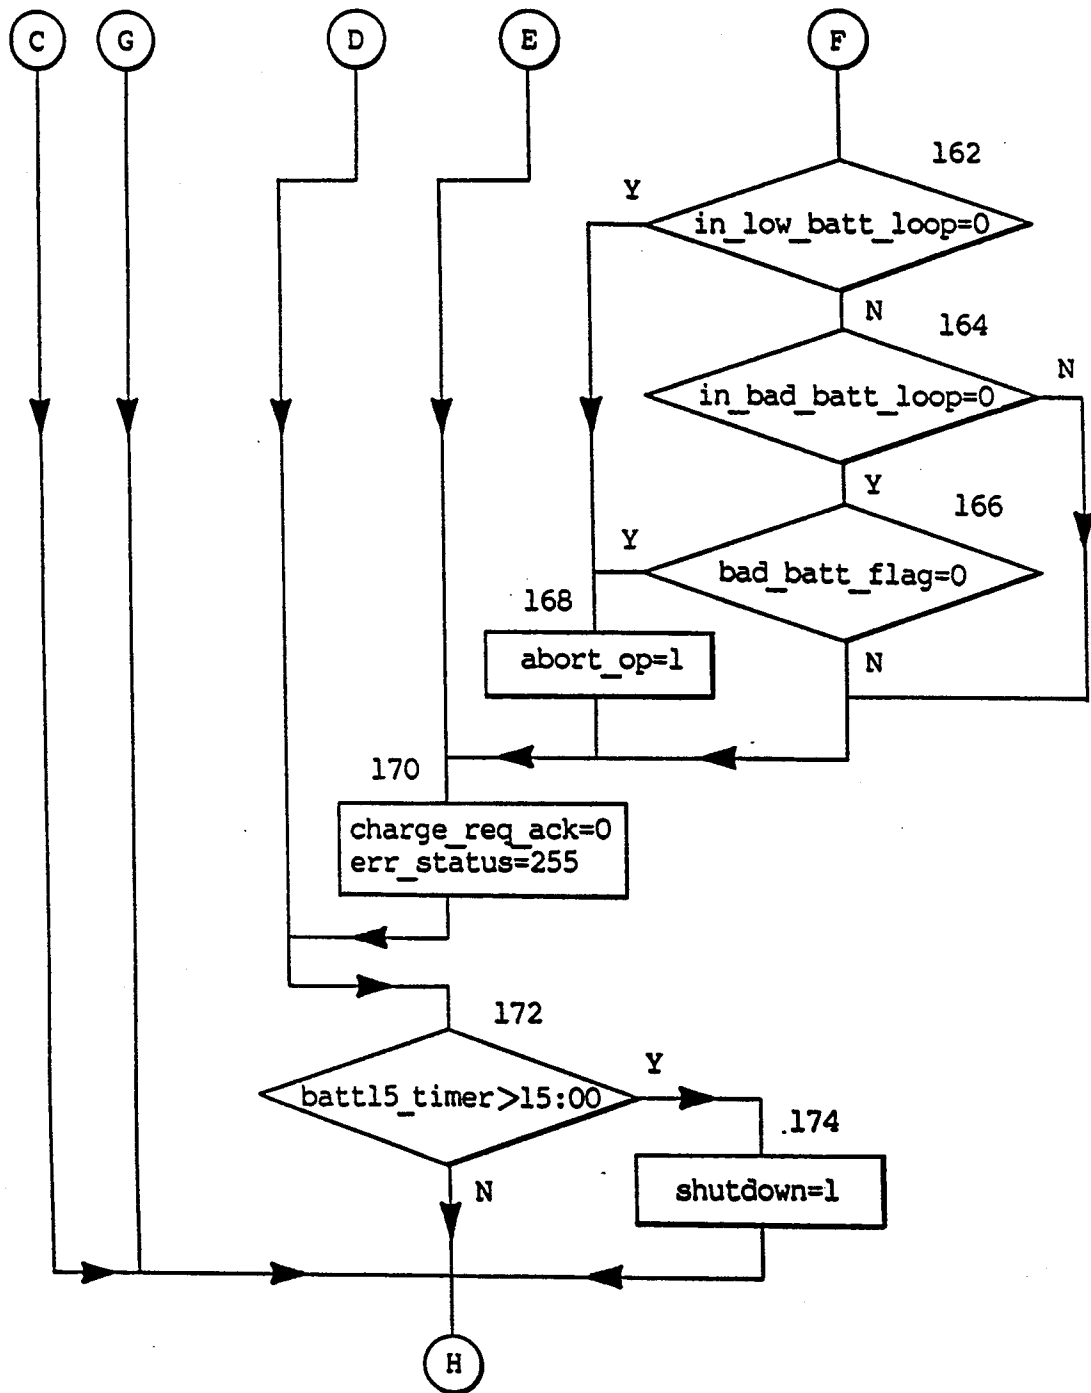 C
G
D
E
F
162
Y
in_low_batt_loop=0
N
164
N
in_bad_batt_loop=0
Y
166
Y
bad_batt_flag=0
168
N
abort_op=1
170
charge_req_ack=0
err_status=255
172
Y
batt15_timer>15:00
174
N
shutdown=1
H